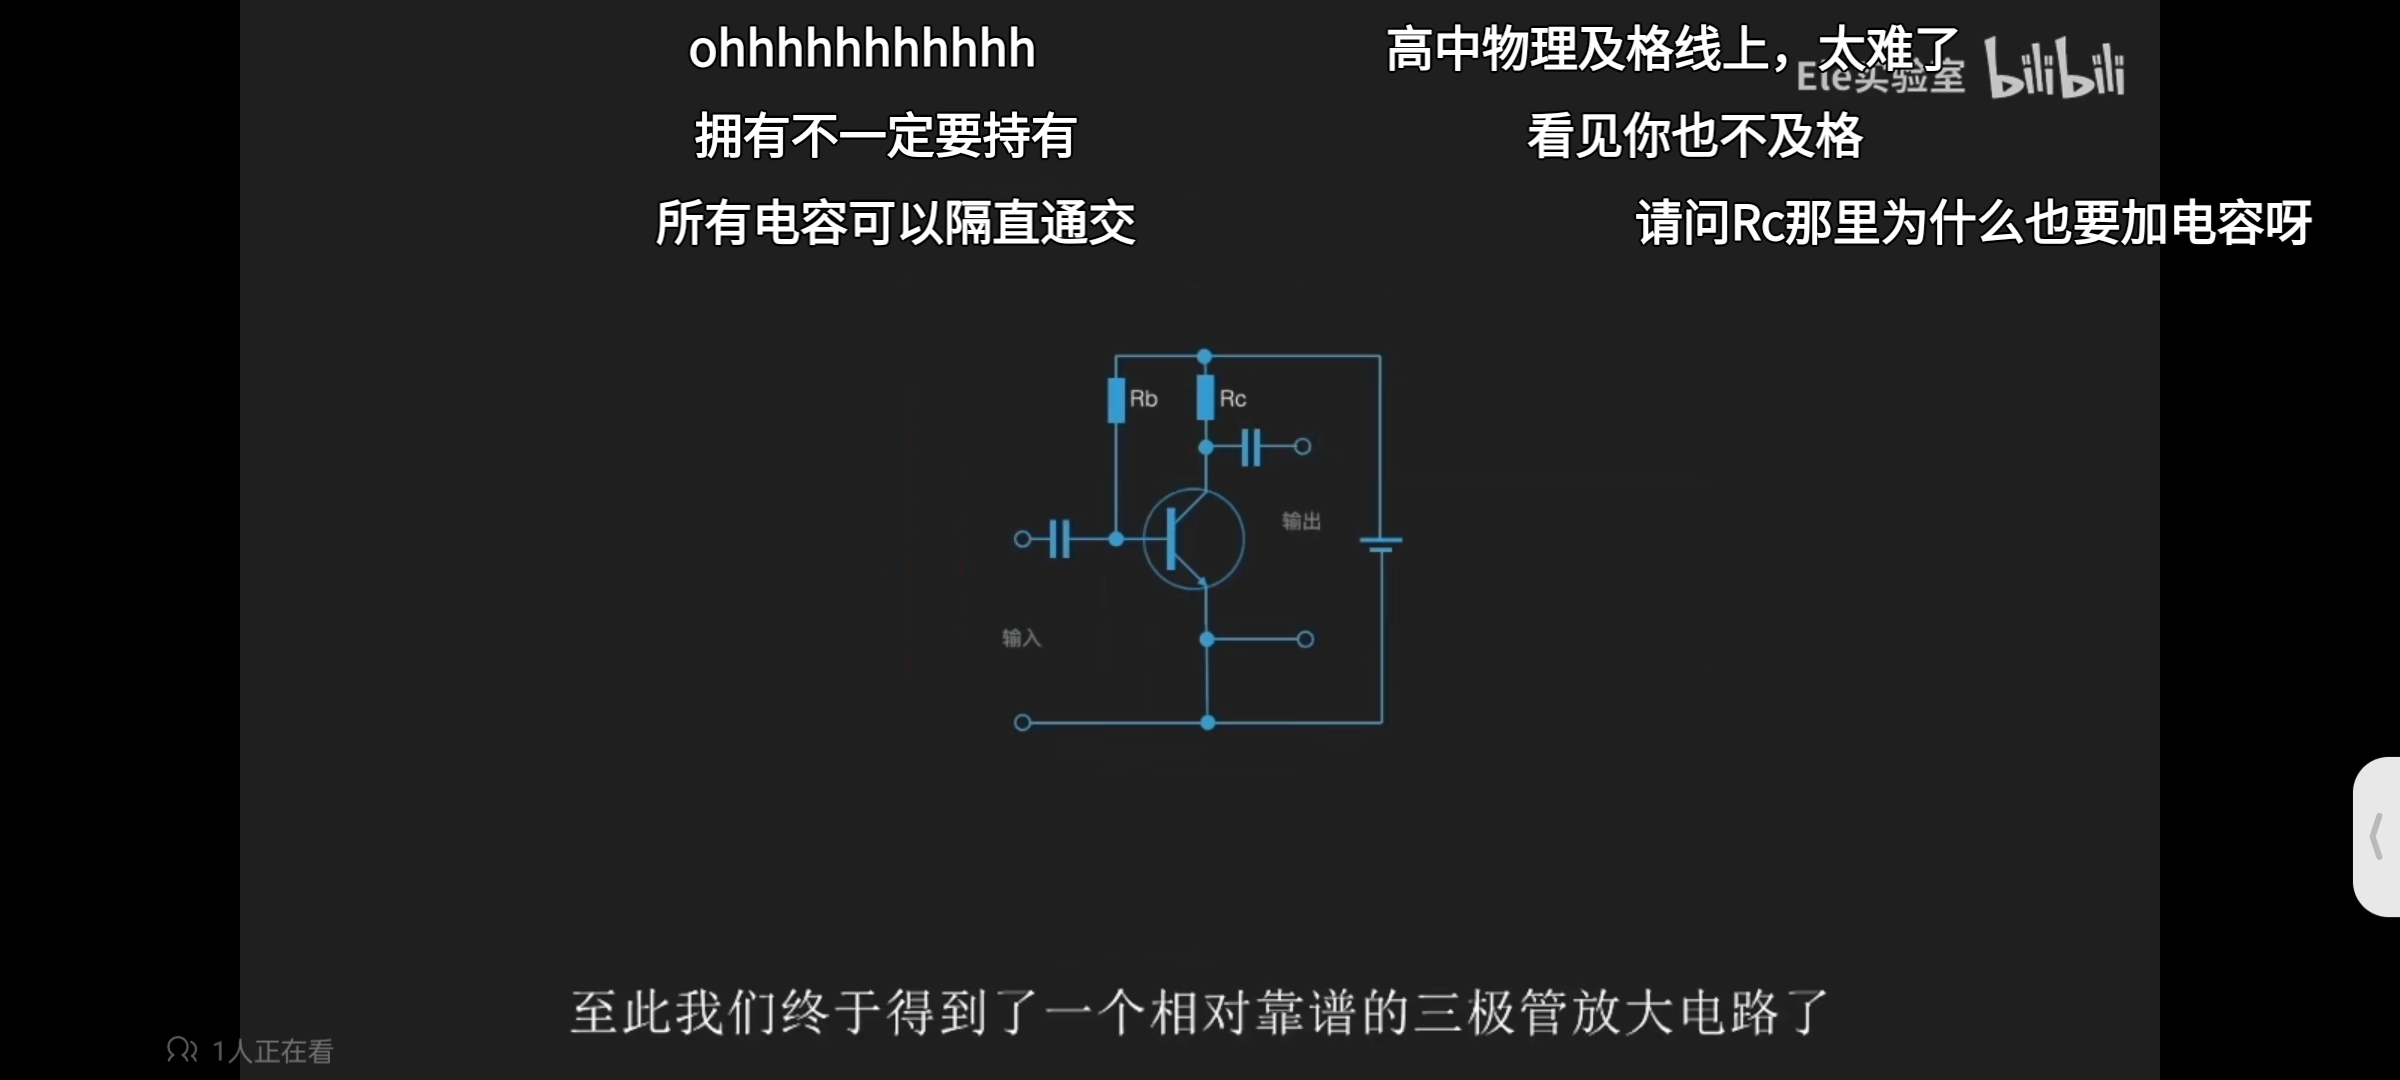 ohhhhhhhhhhhh
高中物理及格线上，太难了
Ele实验室 bilibili
拥有不一定要持有
看见你也不及格
所有电容可以隔直通交
请问Rc那里为什么也要加电容呀
Rb
Rc
输出
输入
至此我们终于得到了一个相对靠谱的三极管放大电路了
1人正在看